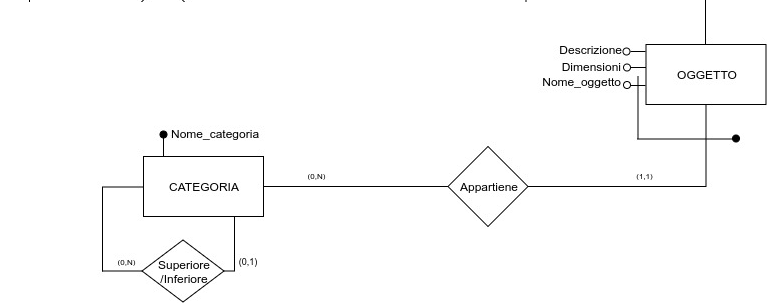 Descrizione
Dimensioni
OGGETTO
Nome_oggetto
Nome_categoria
(0,N)
(1,1)
CATEGORIA
Appartiene
(0,N)
Superiore
/Inferiore
(0,1)